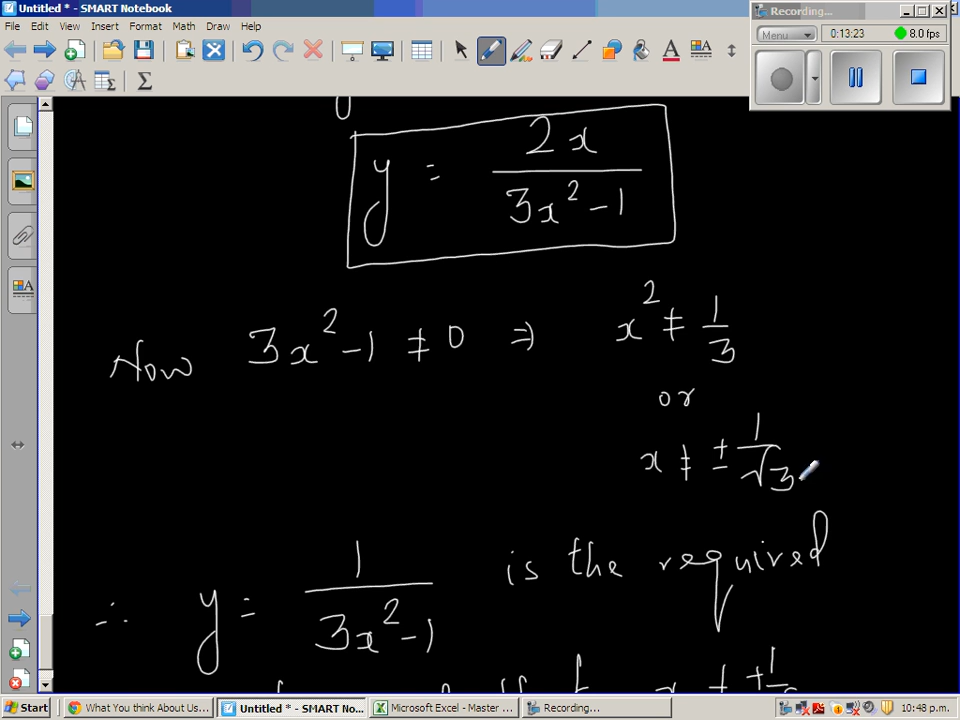 Untitled * - SMART Notebook
Recording...
File Edit View Insert Format Math Draw Help
Menu 0:13:23 8.0 fps
y = 2x / 3x² - 1
Now 3x² - 1 ≠ 0 ⇒ x² ≠ 1/3
or
x ≠ ± 1/√3
∴ y = 1 / 3x² - 1 is the required
x ≠ ± 1
Start What You think About Us... Untitled * - SMART No... Microsoft Excel - Master ... Recording... 10:48 p.m.